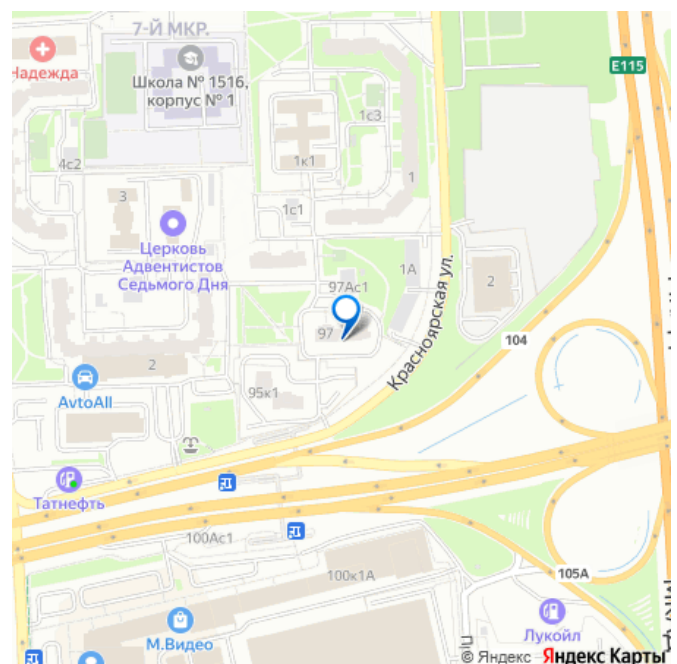 7-Й МКР.
Надежда
Школа № 1516,
корпус № 1
E115
1с3
4с2
1к1
1
3
1с1
Церковь
Адвентистов
Седьмого Дня
1А
2
97Ас1
Красноярская ул.
97
104
2
AvtoAll
95к1
Татнефть
100Ас1
100к1А
105А
М.Видео
Лукойл
© Яндекс Яндекс Карты